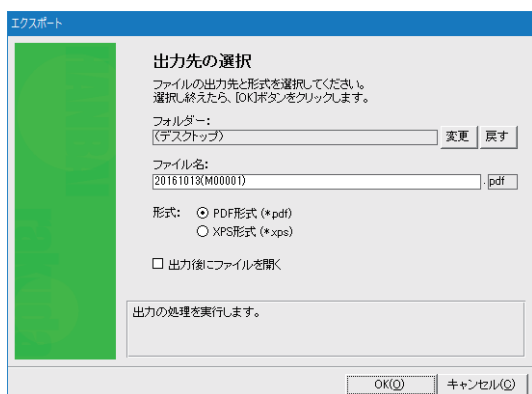 エクスポート
出力先の選択
ファイルの出力先と形式を選択してください。
選択し終えたら、[OK]ボタンをクリックします。
フォルダー:
(デスクトップ) 変更 戻す
ファイル名:
20161013(M00001) .pdf
形式: PDF形式 (*.pdf)
XPS形式 (*.xps)
出力後にファイルを開く
出力の処理を実行します。
OK(O) キャンセル(C)